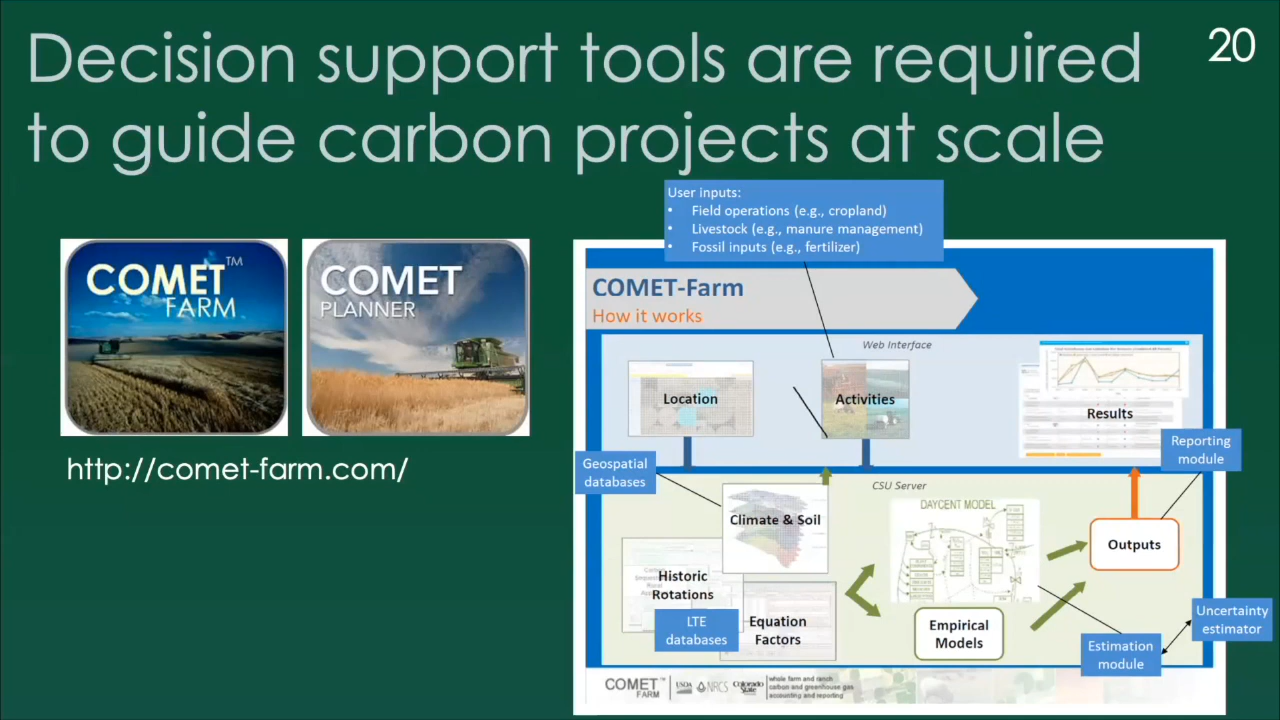 Decision support tools are required
to guide carbon projects at scale
20
COMET™
FARM
COMET
PLANNER
http://comet-farm.com/
User inputs:
• Field operations (e.g., cropland)
• Livestock (e.g., manure management)
• Fossil inputs (e.g., fertilizer)
COMET-Farm
How it works
Web Interface
Location
Activities
Results
Reporting
module
Geospatial
databases
CSU Server
Climate & Soil
DAYCENT MODEL
Outputs
Historic
Rotations
LTE
databases
Equation
Factors
Empirical
Models
Estimation
module
Uncertainty
estimator
COMET™
FARM
USDA
NRCS
Colorado
State
whole farm and ranch
carbon and greenhouse gas
accounting and reporting